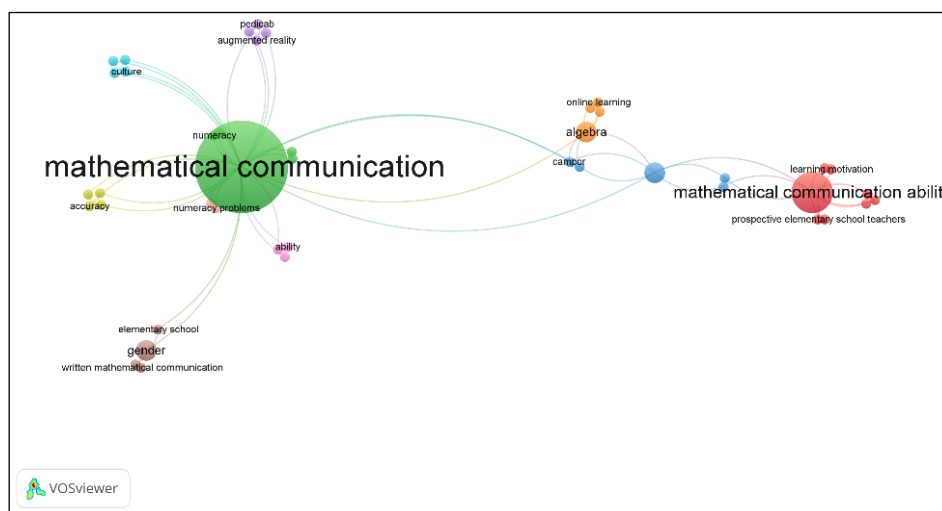 pedicab
augmented reality
culture
online learning
numeracy
algebra
mathematical communication
campor
learning motivation
mathematical communication abilit
accuracy
numeracy problems
prospective elementary school teachers
ability
elementary school
gender
written mathematical communication
VOSviewer